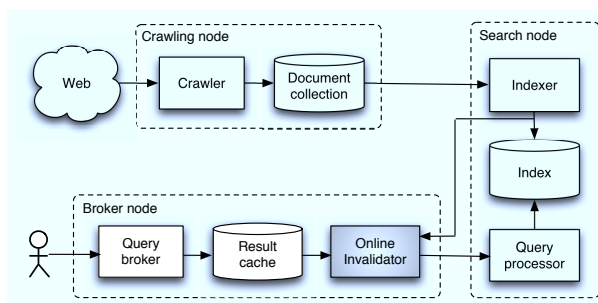 Crawling node
Search node
Web
Crawler
Document
collection
Indexer
Index
Broker node
Query
broker
Result
cache
Online
Invalidator
Query
processor